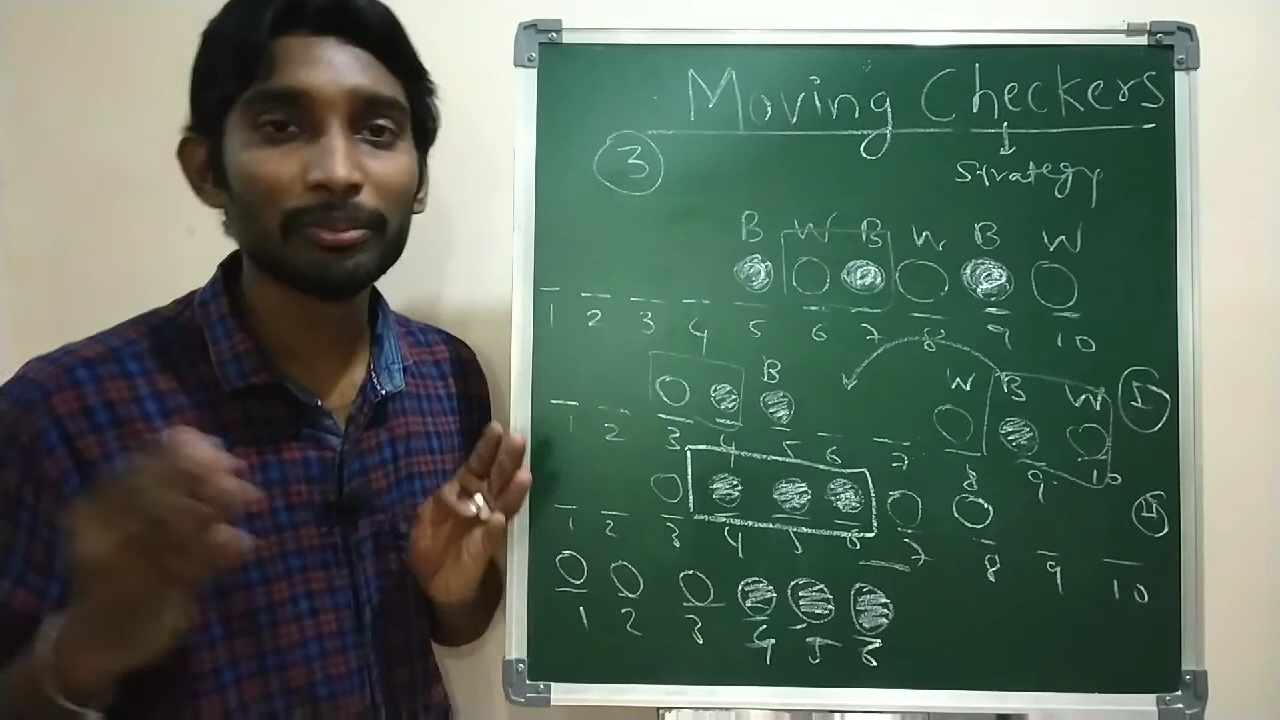 Moving Checkers
Strategy
3
B W B W B W
1 2 3 4 5 6 7 8 9 10
B W B W
1 2 3 4 5 6 7 8 9 10
1 2 3 4 5 6 7 8 9 10
1 2 3 4 5 6